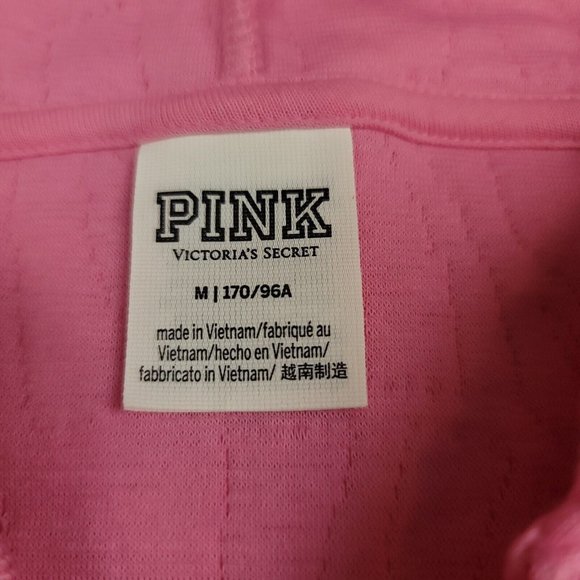 PINK
VICTORIA'S SECRET
M | 170/96A
made in Vietnam/fabriqué au
Vietnam/hecho en Vietnam/
fabbricato in Vietnam/ 越南制造